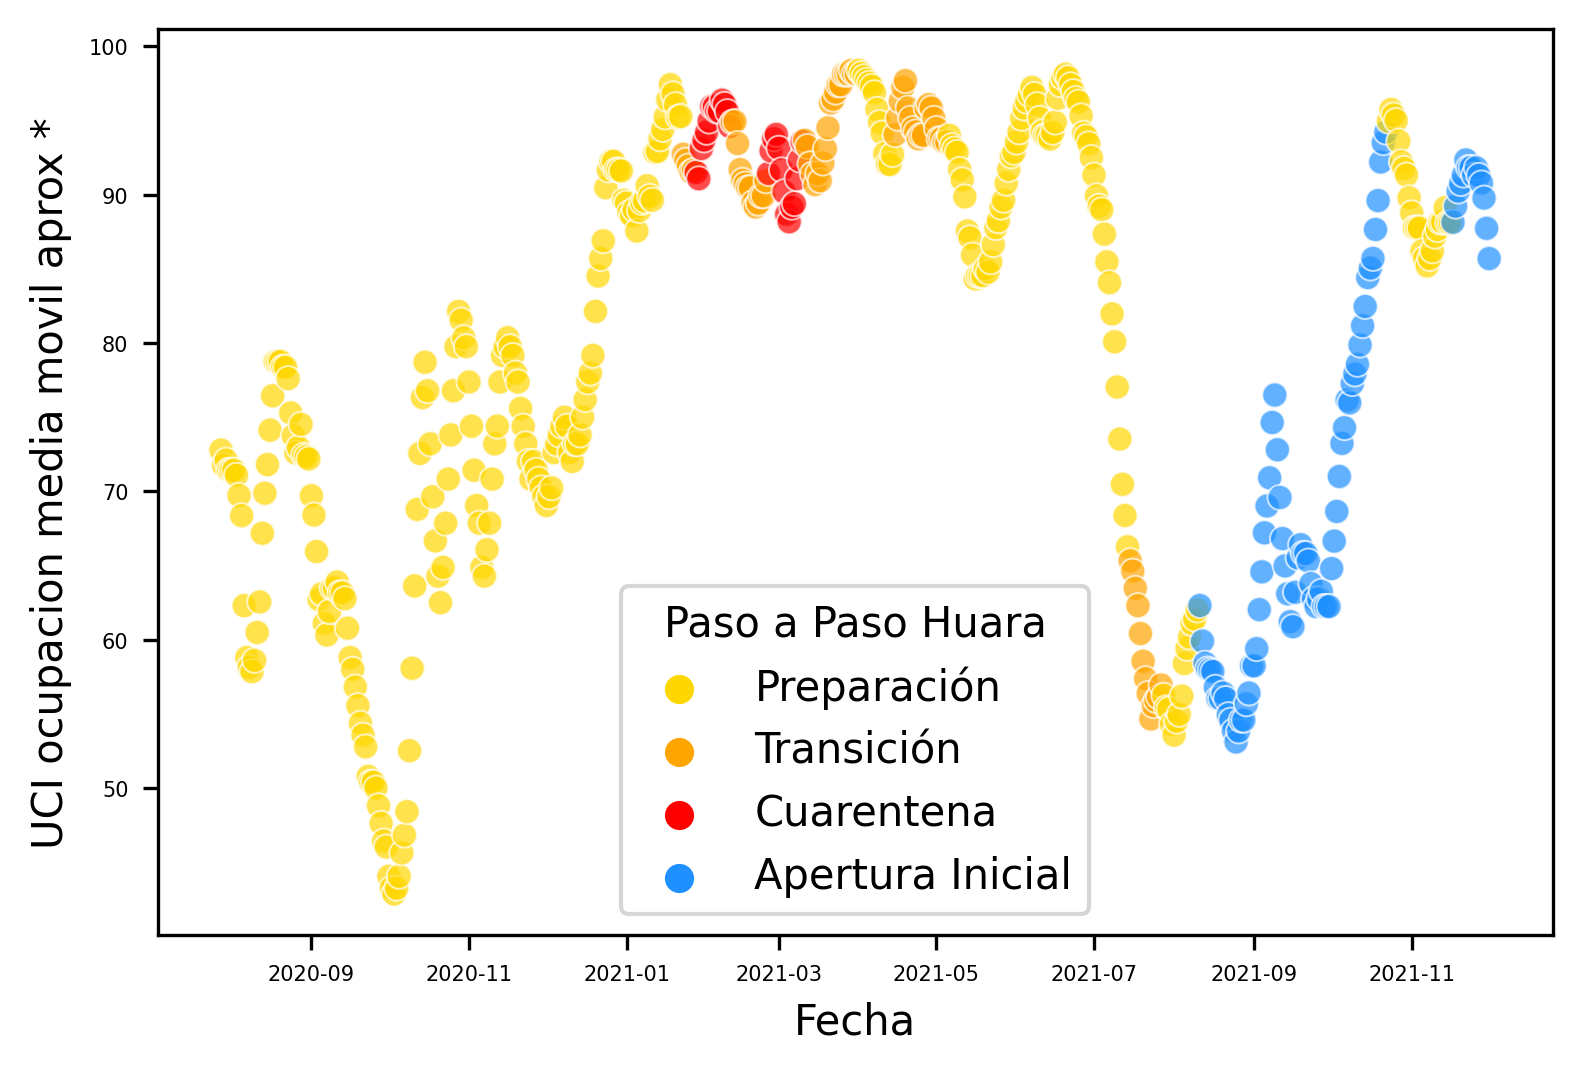 UCI ocupacion media movil aprox *
100
90
80
70
60
50
Paso a Paso Huara
Preparación
Transición
Cuarentena
Apertura Inicial
2020-09 2020-11 2021-01 2021-03 2021-05 2021-07 2021-09 2021-11
Fecha